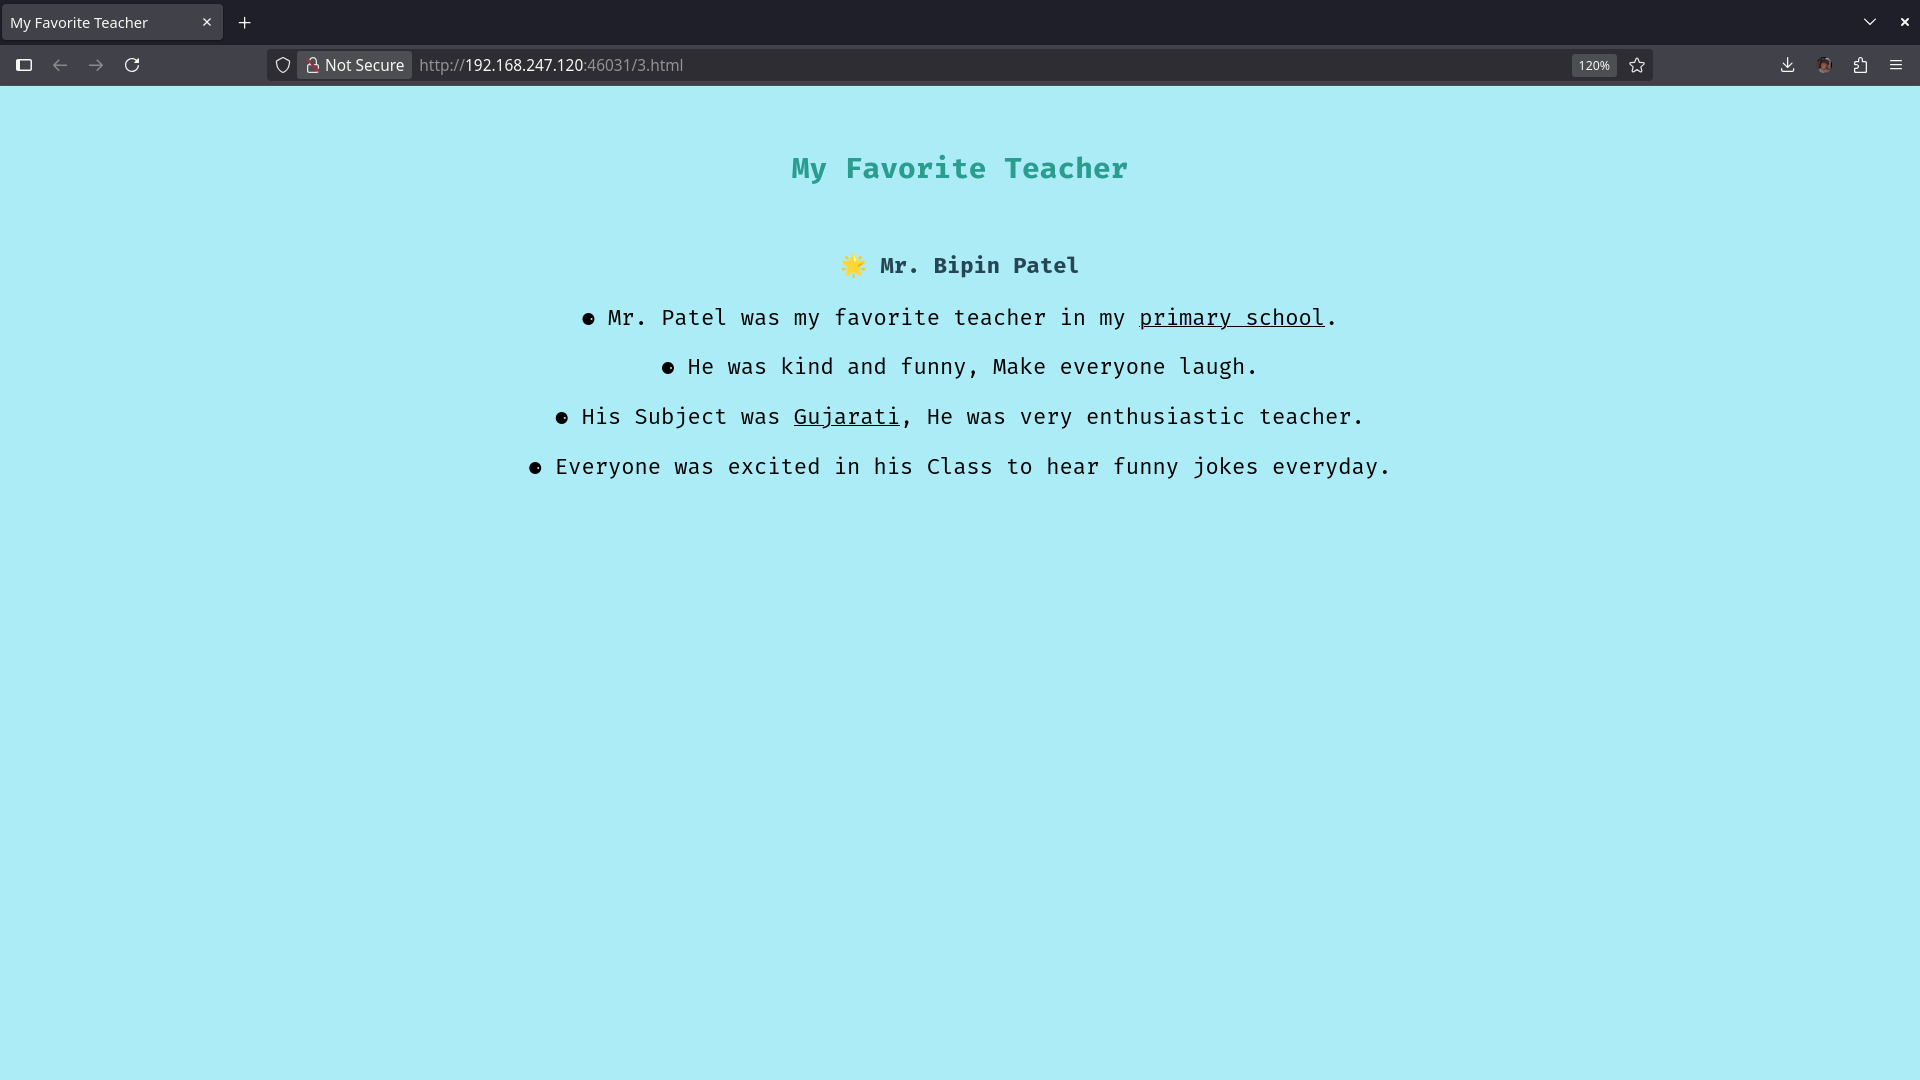 My Favorite Teacher
Not Secure http://192.168.247.120:46031/3.html 120%
My Favorite Teacher
🌟 Mr. Bipin Patel
⚈ Mr. Patel was my favorite teacher in my primary school.
⚈ He was kind and funny, Make everyone laugh.
⚈ His Subject was Gujarati, He was very enthusiastic teacher.
⚈ Everyone was excited in his Class to hear funny jokes everyday.